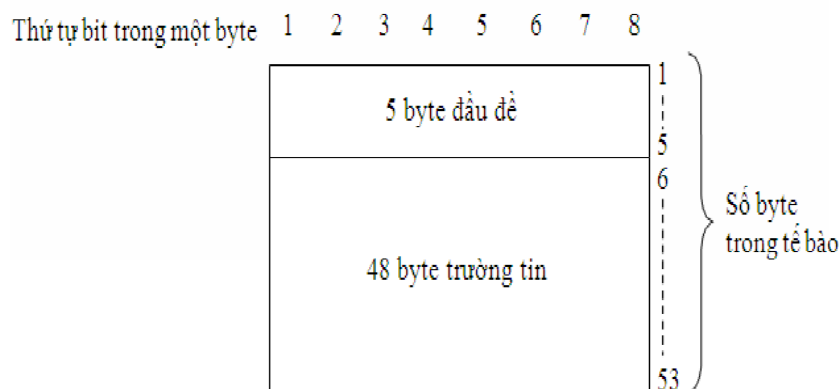 Thứ tự bit trong một byte 1 2 3 4 5 6 7 8
1
5 byte đầu đề
5
6
Số byte
trong tế bào
48 byte trường tin
53